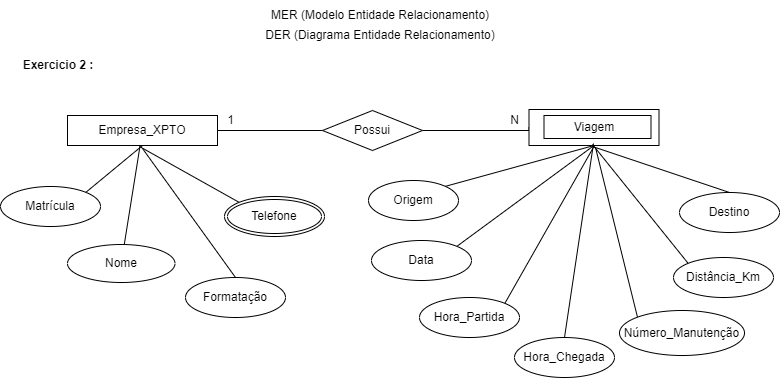 MER (Modelo Entidade Relacionamento)
DER (Diagrama Entidade Relacionamento)
Exercicio 2 :
Empresa_XPTO
1
Possui
N
Viagem
Matrícula
Nome
Formatação
Telefone
Origem
Data
Hora_Partida
Hora_Chegada
Número_Manutenção
Distância_Km
Destino